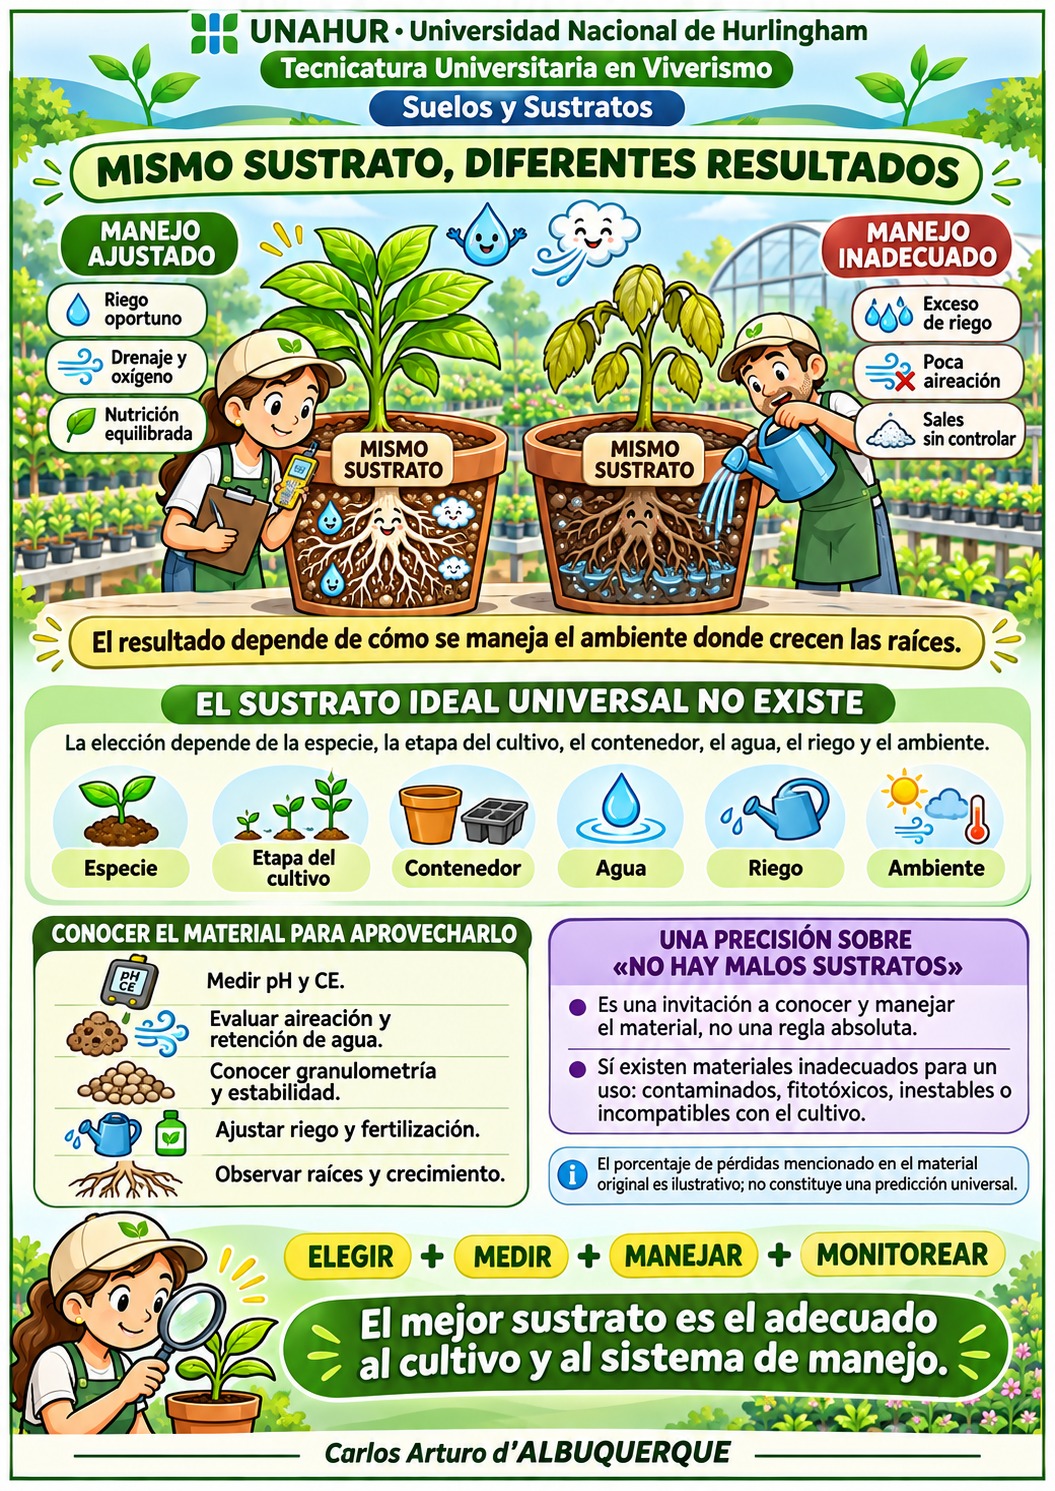 UNAHUR · Universidad Nacional de Hurlingham
Tecnicatura Universitaria en Viverismo
Suelos y Sustratos
MISMO SUSTRATO, DIFERENTES RESULTADOS
MANEJO
AJUSTADO
Riego
oportuno
Drenaje y
oxígeno
Nutrición
equilibrada
MANEJO
INADECUADO
Exceso
de riego
Poca
aireación
Sales
sin controlar
MISMO
SUSTRATO
MISMO
SUSTRATO
El resultado depende de cómo se maneja el ambiente donde crecen las raíces.
EL SUSTRATO IDEAL UNIVERSAL NO EXISTE
La elección depende de la especie, la etapa del cultivo, el contenedor, el agua, el riego y el ambiente.
Especie
Etapa del
cultivo
Contenedor
Agua
Riego
Ambiente
CONOCER EL MATERIAL PARA APROVECHARLO
pH
CE
Medir pH y CE.
Evaluar aireación y
retención de agua.
Conocer granulometría
y estabilidad.
Ajustar riego y fertilización.
Observar raíces y crecimiento.
UNA PRECISIÓN SOBRE
«NO HAY MALOS SUSTRATOS»
Es una invitación a conocer y manejar
el material, no una regla absoluta.
Sí existen materiales inadecuados para un
uso: contaminados, fitotóxicos, inestables o
incompatibles con el cultivo.
i
El porcentaje de pérdidas mencionado en el material
original es ilustrativo; no constituye una predicción universal.
ELEGIR + MEDIR + MANEJAR + MONITOREAR
El mejor sustrato es el adecuado
al cultivo y al sistema de manejo.
Carlos Arturo d'ALBUQUERQUE